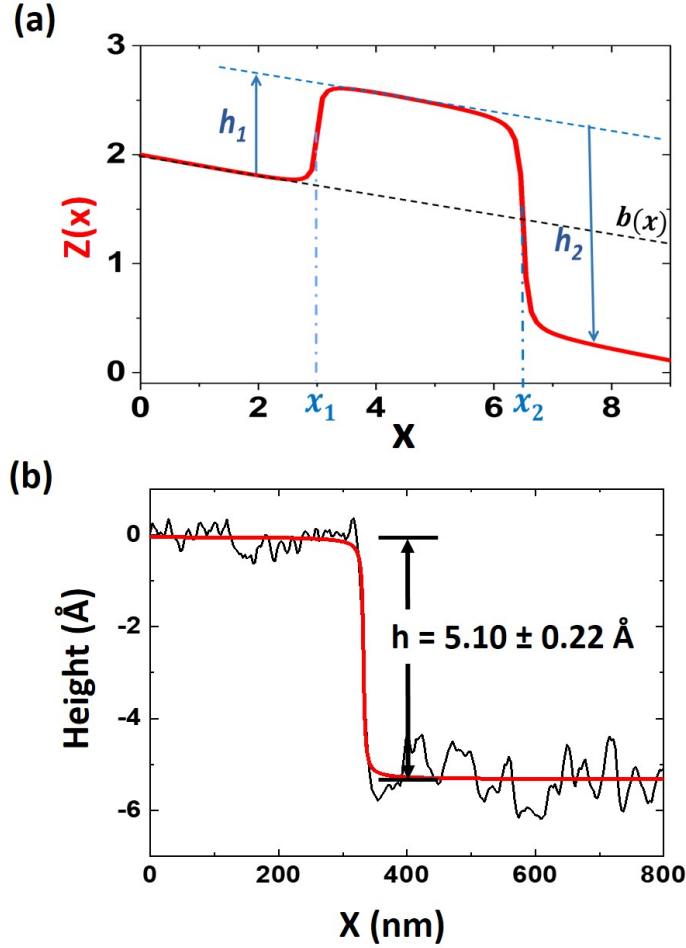 (a)
3
2
1
0
Z(x)
h₁
h₂
b(x)
0
2
4
6
8
x₁
x₂
X
(b)
0
-2
-4
-6
Height (Å)
h = 5.10 ± 0.22 Å
0
200
400
600
800
X (nm)